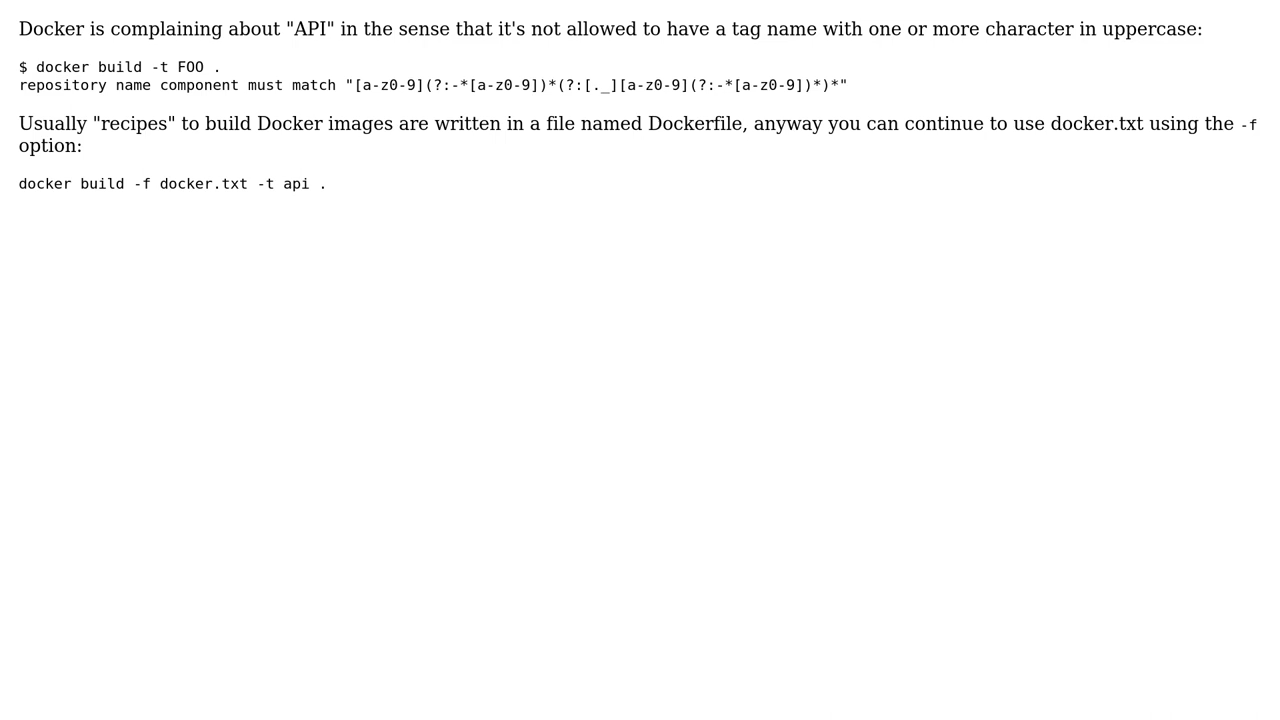 Docker is complaining about "API" in the sense that it's not allowed to have a tag name with one or more character in uppercase:
$ docker build -t FOO .
repository name component must match "[a-z0-9](?:-*[a-z0-9])*(?:[._][a-z0-9](?:-*[a-z0-9])*)*"
Usually "recipes" to build Docker images are written in a file named Dockerfile, anyway you can continue to use docker.txt using the -f
option:
docker build -f docker.txt -t api .